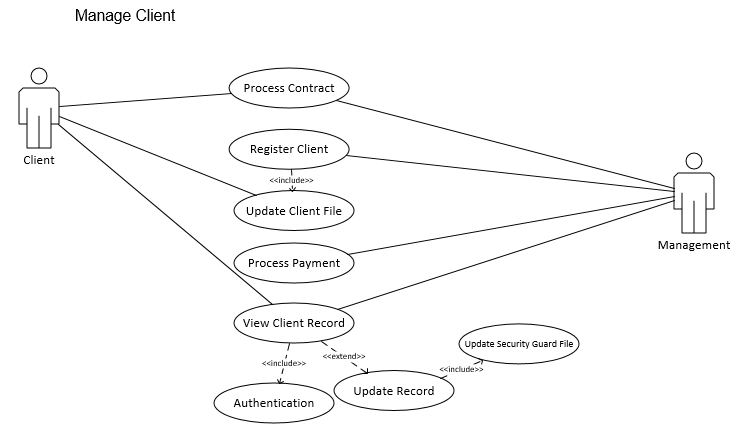 Manage Client
Process Contract
Client
Register Client
<<include>>
Update Client File
Management
Process Payment
View Client Record
Update Security Guard File
<<extend>>
<<include>>
<<include>>
Update Record
Authentication